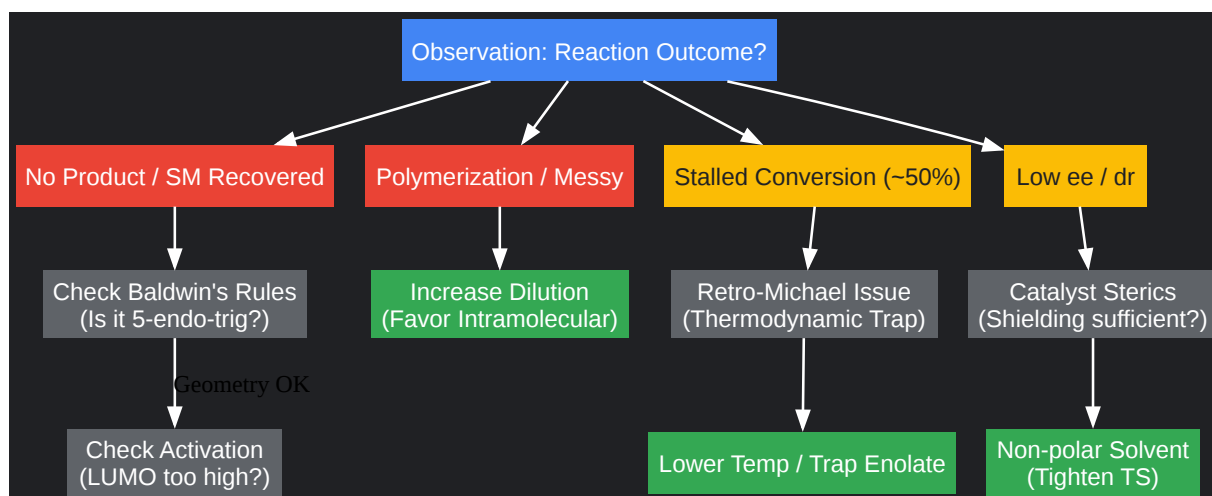 Observation: Reaction Outcome?
No Product / SM Recovered
Polymerization / Messy
Stalled Conversion (~50%)
Low ee / dr
Check Baldwin's Rules
(Is it 5-endo-trig?)
Increase Dilution
(Favor Intramolecular)
Retro-Michael Issue
(Thermodynamic Trap)
Catalyst Sterics
(Shielding sufficient?)
Geometry OK
Check Activation
(LUMO too high?)
Lower Temp / Trap Enolate
Non-polar Solvent
(Tighten TS)